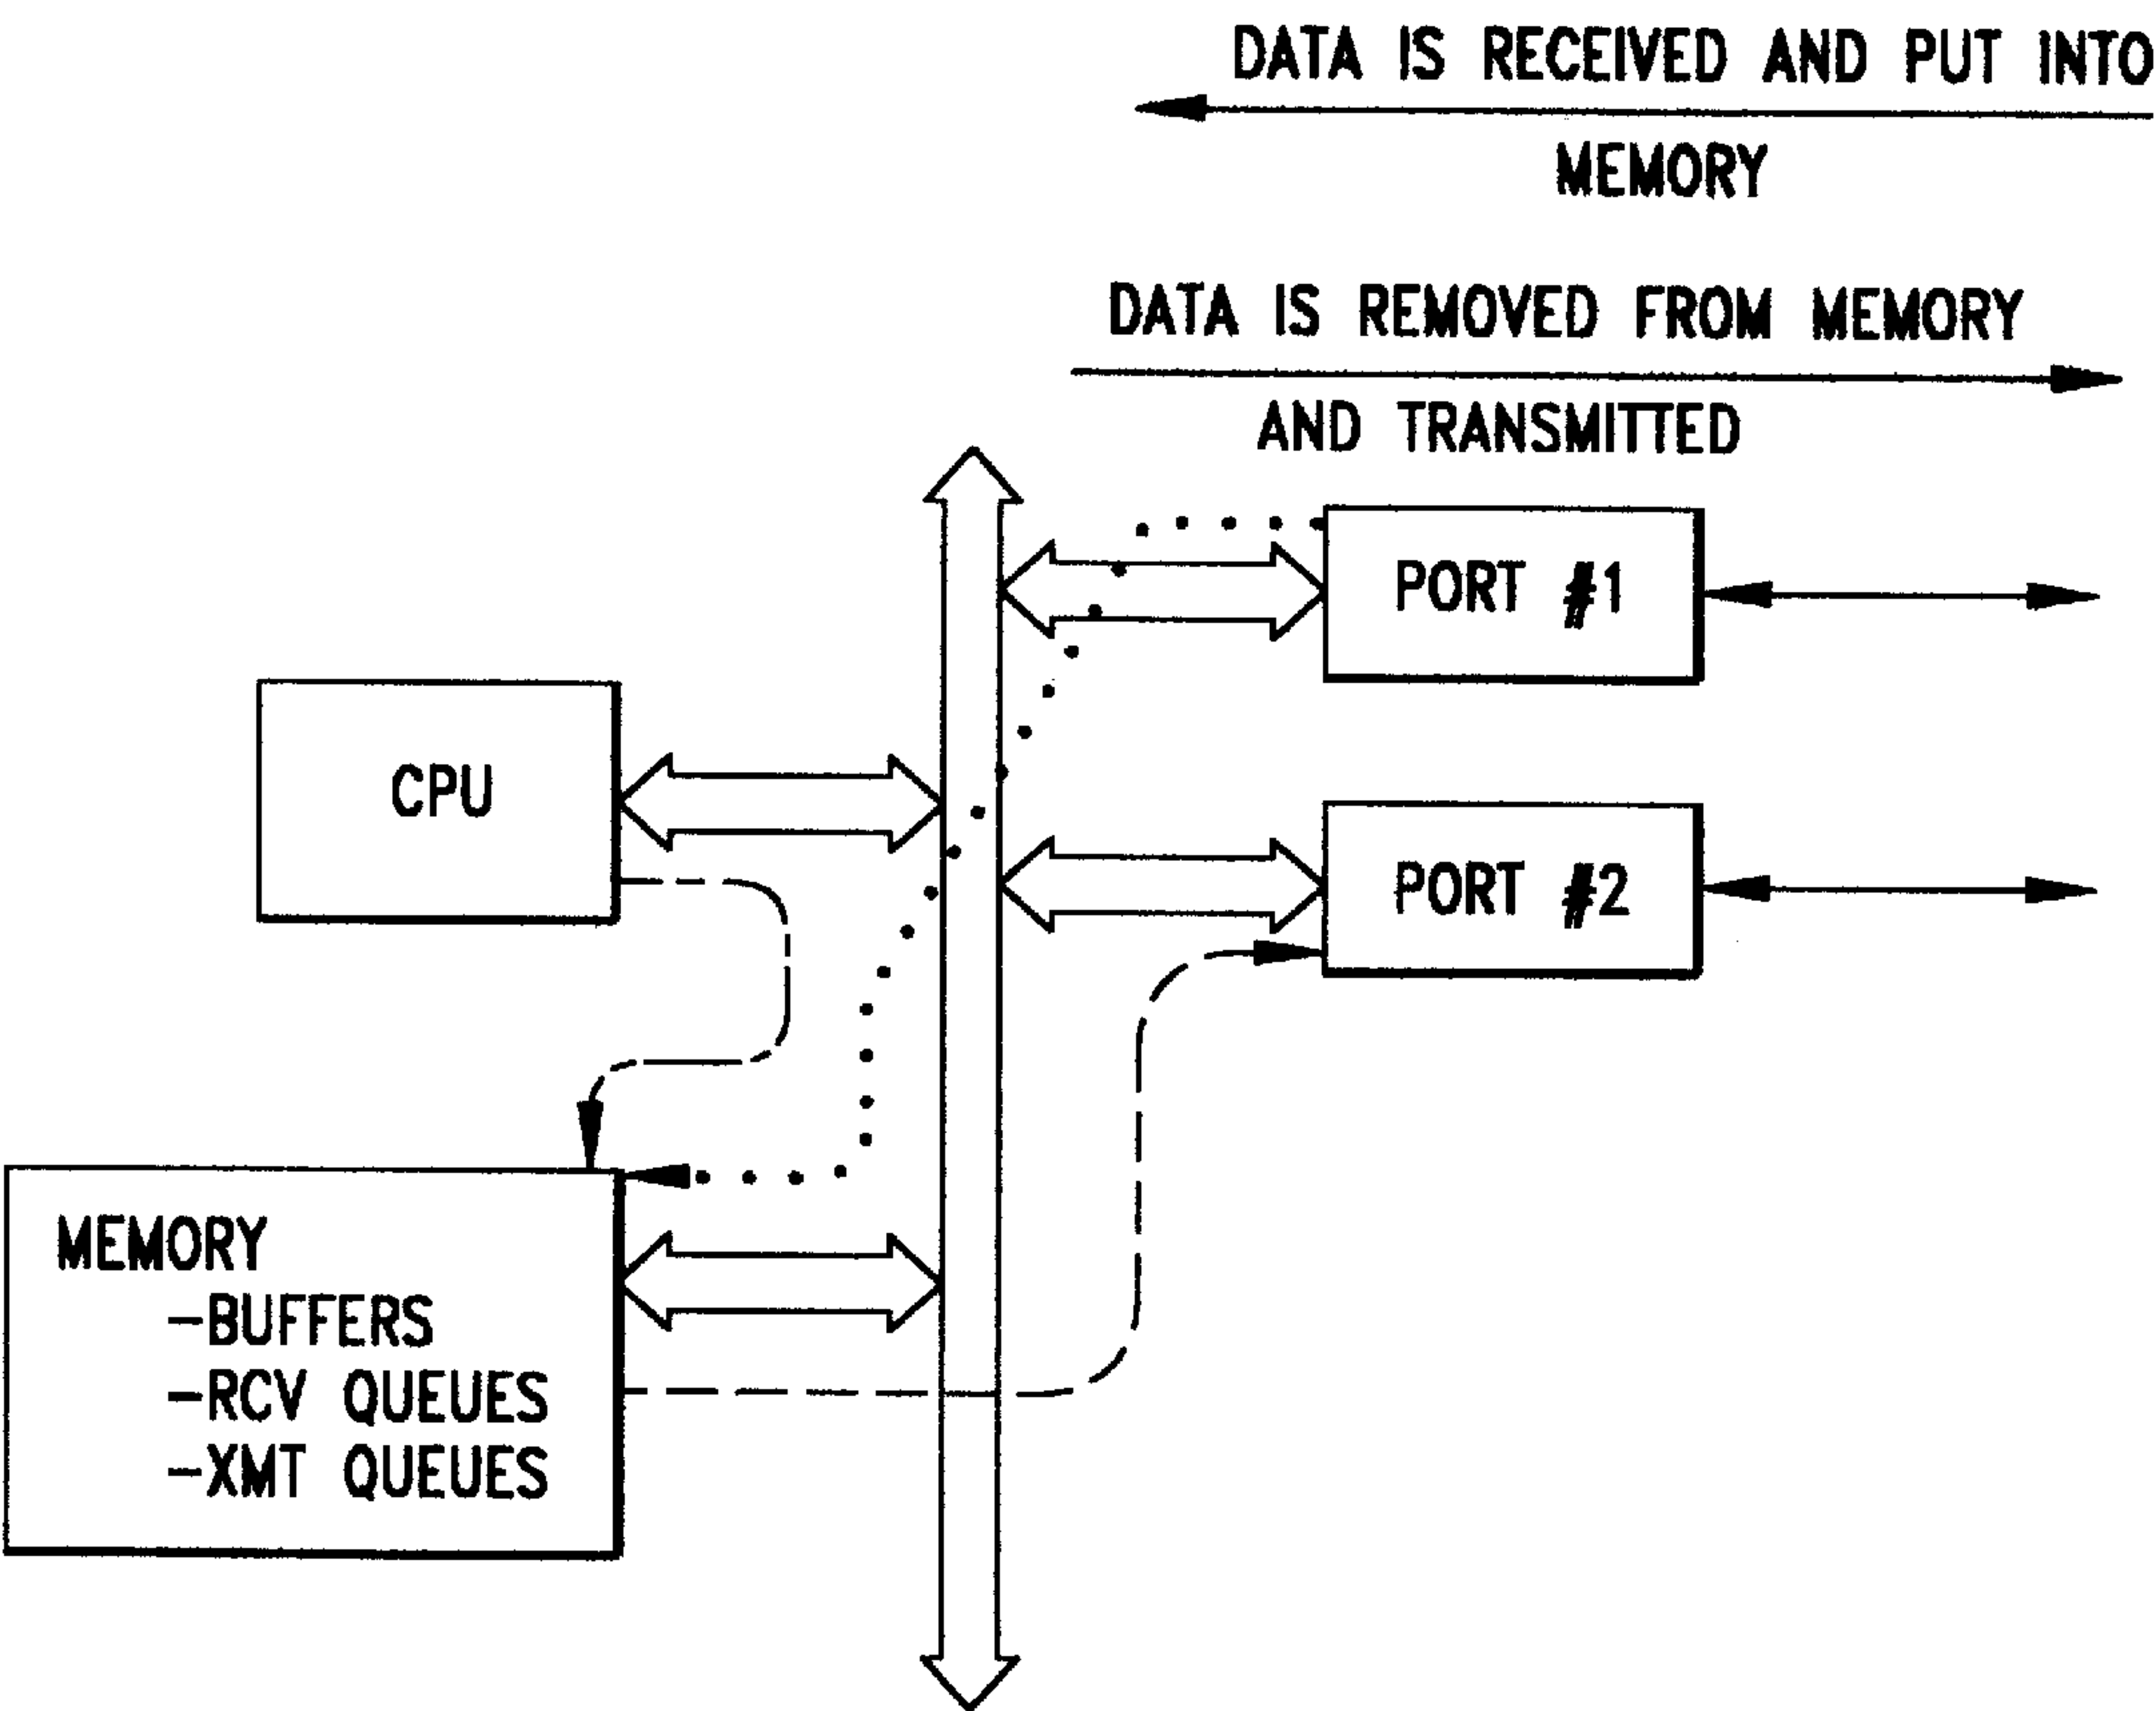 DATA IS RECEIVED AND PUT INTO
MEMORY
DATA IS REMOVED FROM MEMORY
AND TRANSMITTED
PORT #1
CPU
PORT #2
MEMORY
-BUFFERS
-RCV QUEUES
-XMT QUEUES